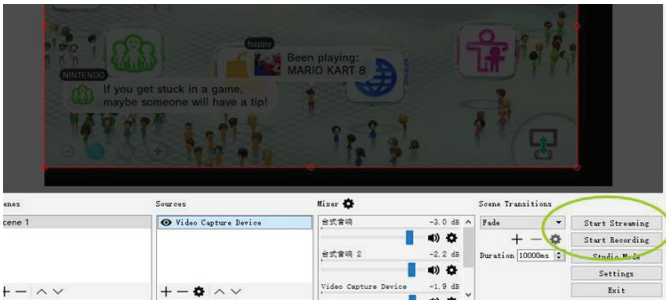 happy
Been playing:
MARIO KART 8
NINTENDO
If you get stuck in a game,
maybe someone will have a tip!
enes
Sources
Mixer
Scene Transitions
cene 1
Video Capture Device
台式音响
-3.0 dB
Fade
Start Streaming
Start Recording
台式音响 2
-2.2 dB
Duration
10000ms
Studio Mode
Settings
Video Capture Device
-1.9 dB
Exit